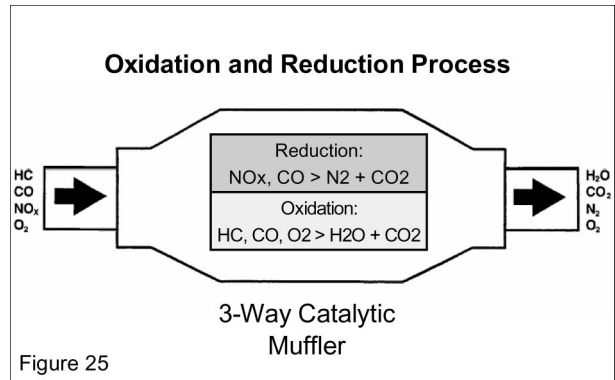 Oxidation and Reduction Process
HC
CO
NOₓ
O₂
Reduction:
NOx, CO > N2 + CO2
Oxidation:
HC, CO, O2 > H2O + CO2
H₂O
CO₂
N₂
O₂
3-Way Catalytic
Muffler
Figure 25